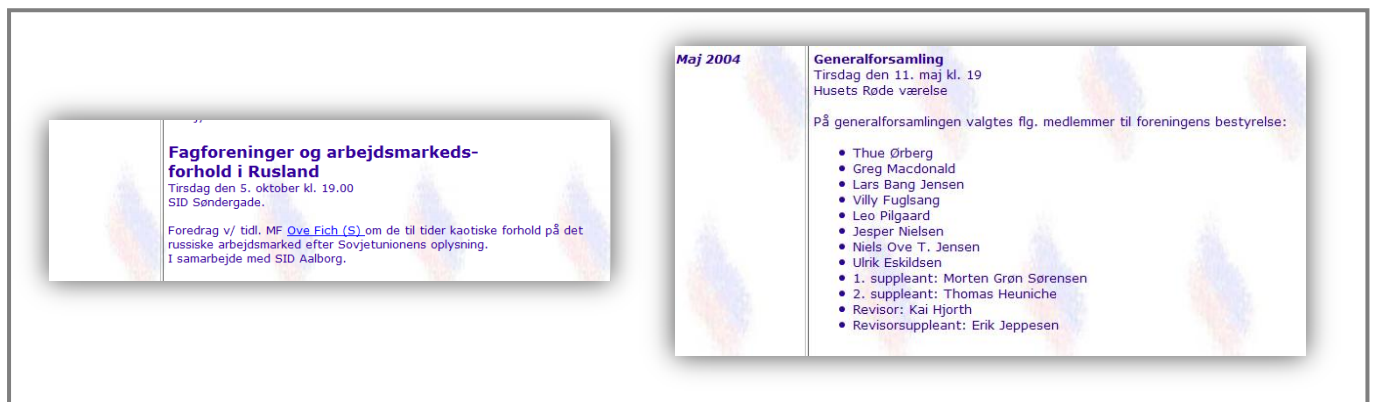 Fagforeninger og arbejdsmarkeds-
forhold i Rusland
Tirsdag den 5. oktober kl. 19.00
SID Søndergade.
Foredrag v/ tidl. MF Ove Fich (S) om de til tider kaotiske forhold på det
russiske arbejdsmarked efter Sovjetunionens oplysning.
I samarbejde med SID Aalborg.
Maj 2004
Generalforsamling
Tirsdag den 11. maj kl. 19
Husets Røde værelse
På generalforsamlingen valgtes flg. medlemmer til foreningens bestyrelse:
• Thue Ørberg
• Greg Macdonald
• Lars Bang Jensen
• Villy Fuglsang
• Leo Pilgaard
• Jesper Nielsen
• Niels Ove T. Jensen
• Ulrik Eskildsen
• 1. suppleant: Morten Grøn Sørensen
• 2. suppleant: Thomas Heuniche
• Revisor: Kai Hjorth
• Revisorsuppleant: Erik Jeppesen